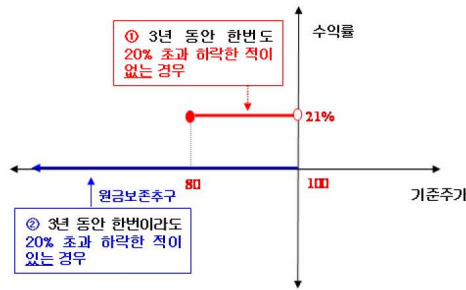 ① 3년 동안 한번도
20% 초과 하락한 적이
없는 경우
수익률
21%
80
100
기준주가
원금보존추구
② 3년 동안 한번이라도
20% 초과 하락한 적이
있는 경우